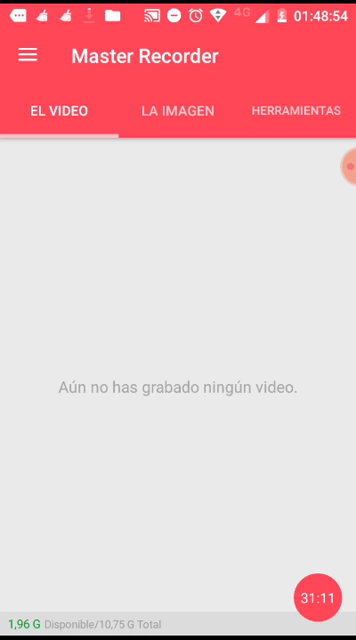 4G 01:48:54
Master Recorder
EL VIDEO LA IMAGEN HERRAMIENTAS
Aún no has grabado ningún video.
31:11
1,96 G Disponible/10,75 G Total